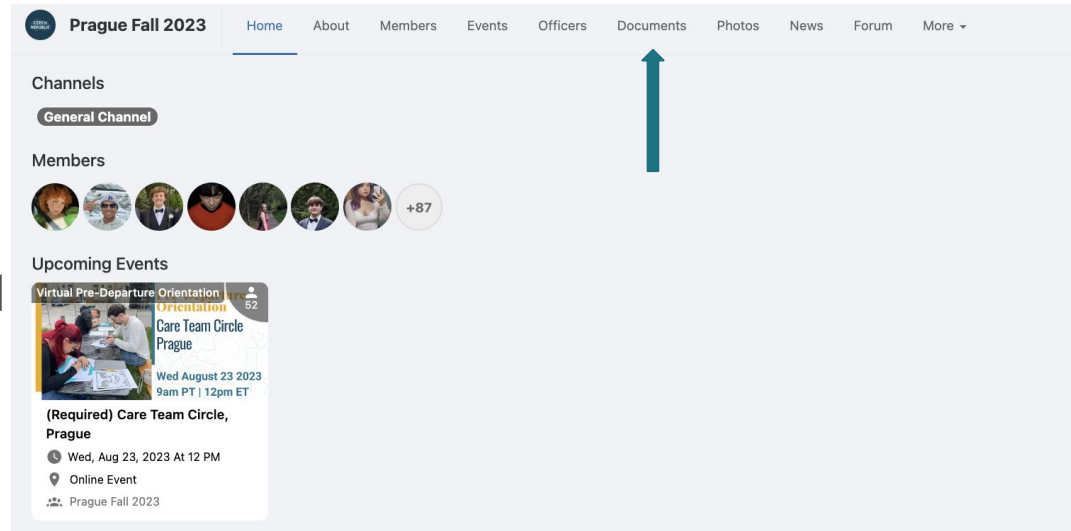 CZECH REPUBLIC
Prague Fall 2023
Home About Members Events Officers Documents Photos News Forum More
Channels
General Channel
Members
+87
Upcoming Events
Virtual Pre-Departure Orientation
52
Orientation
Care Team Circle
Prague
Wed August 23 2023
9am PT | 12pm ET
(Required) Care Team Circle,
Prague
Wed, Aug 23, 2023 At 12 PM
Online Event
Prague Fall 2023